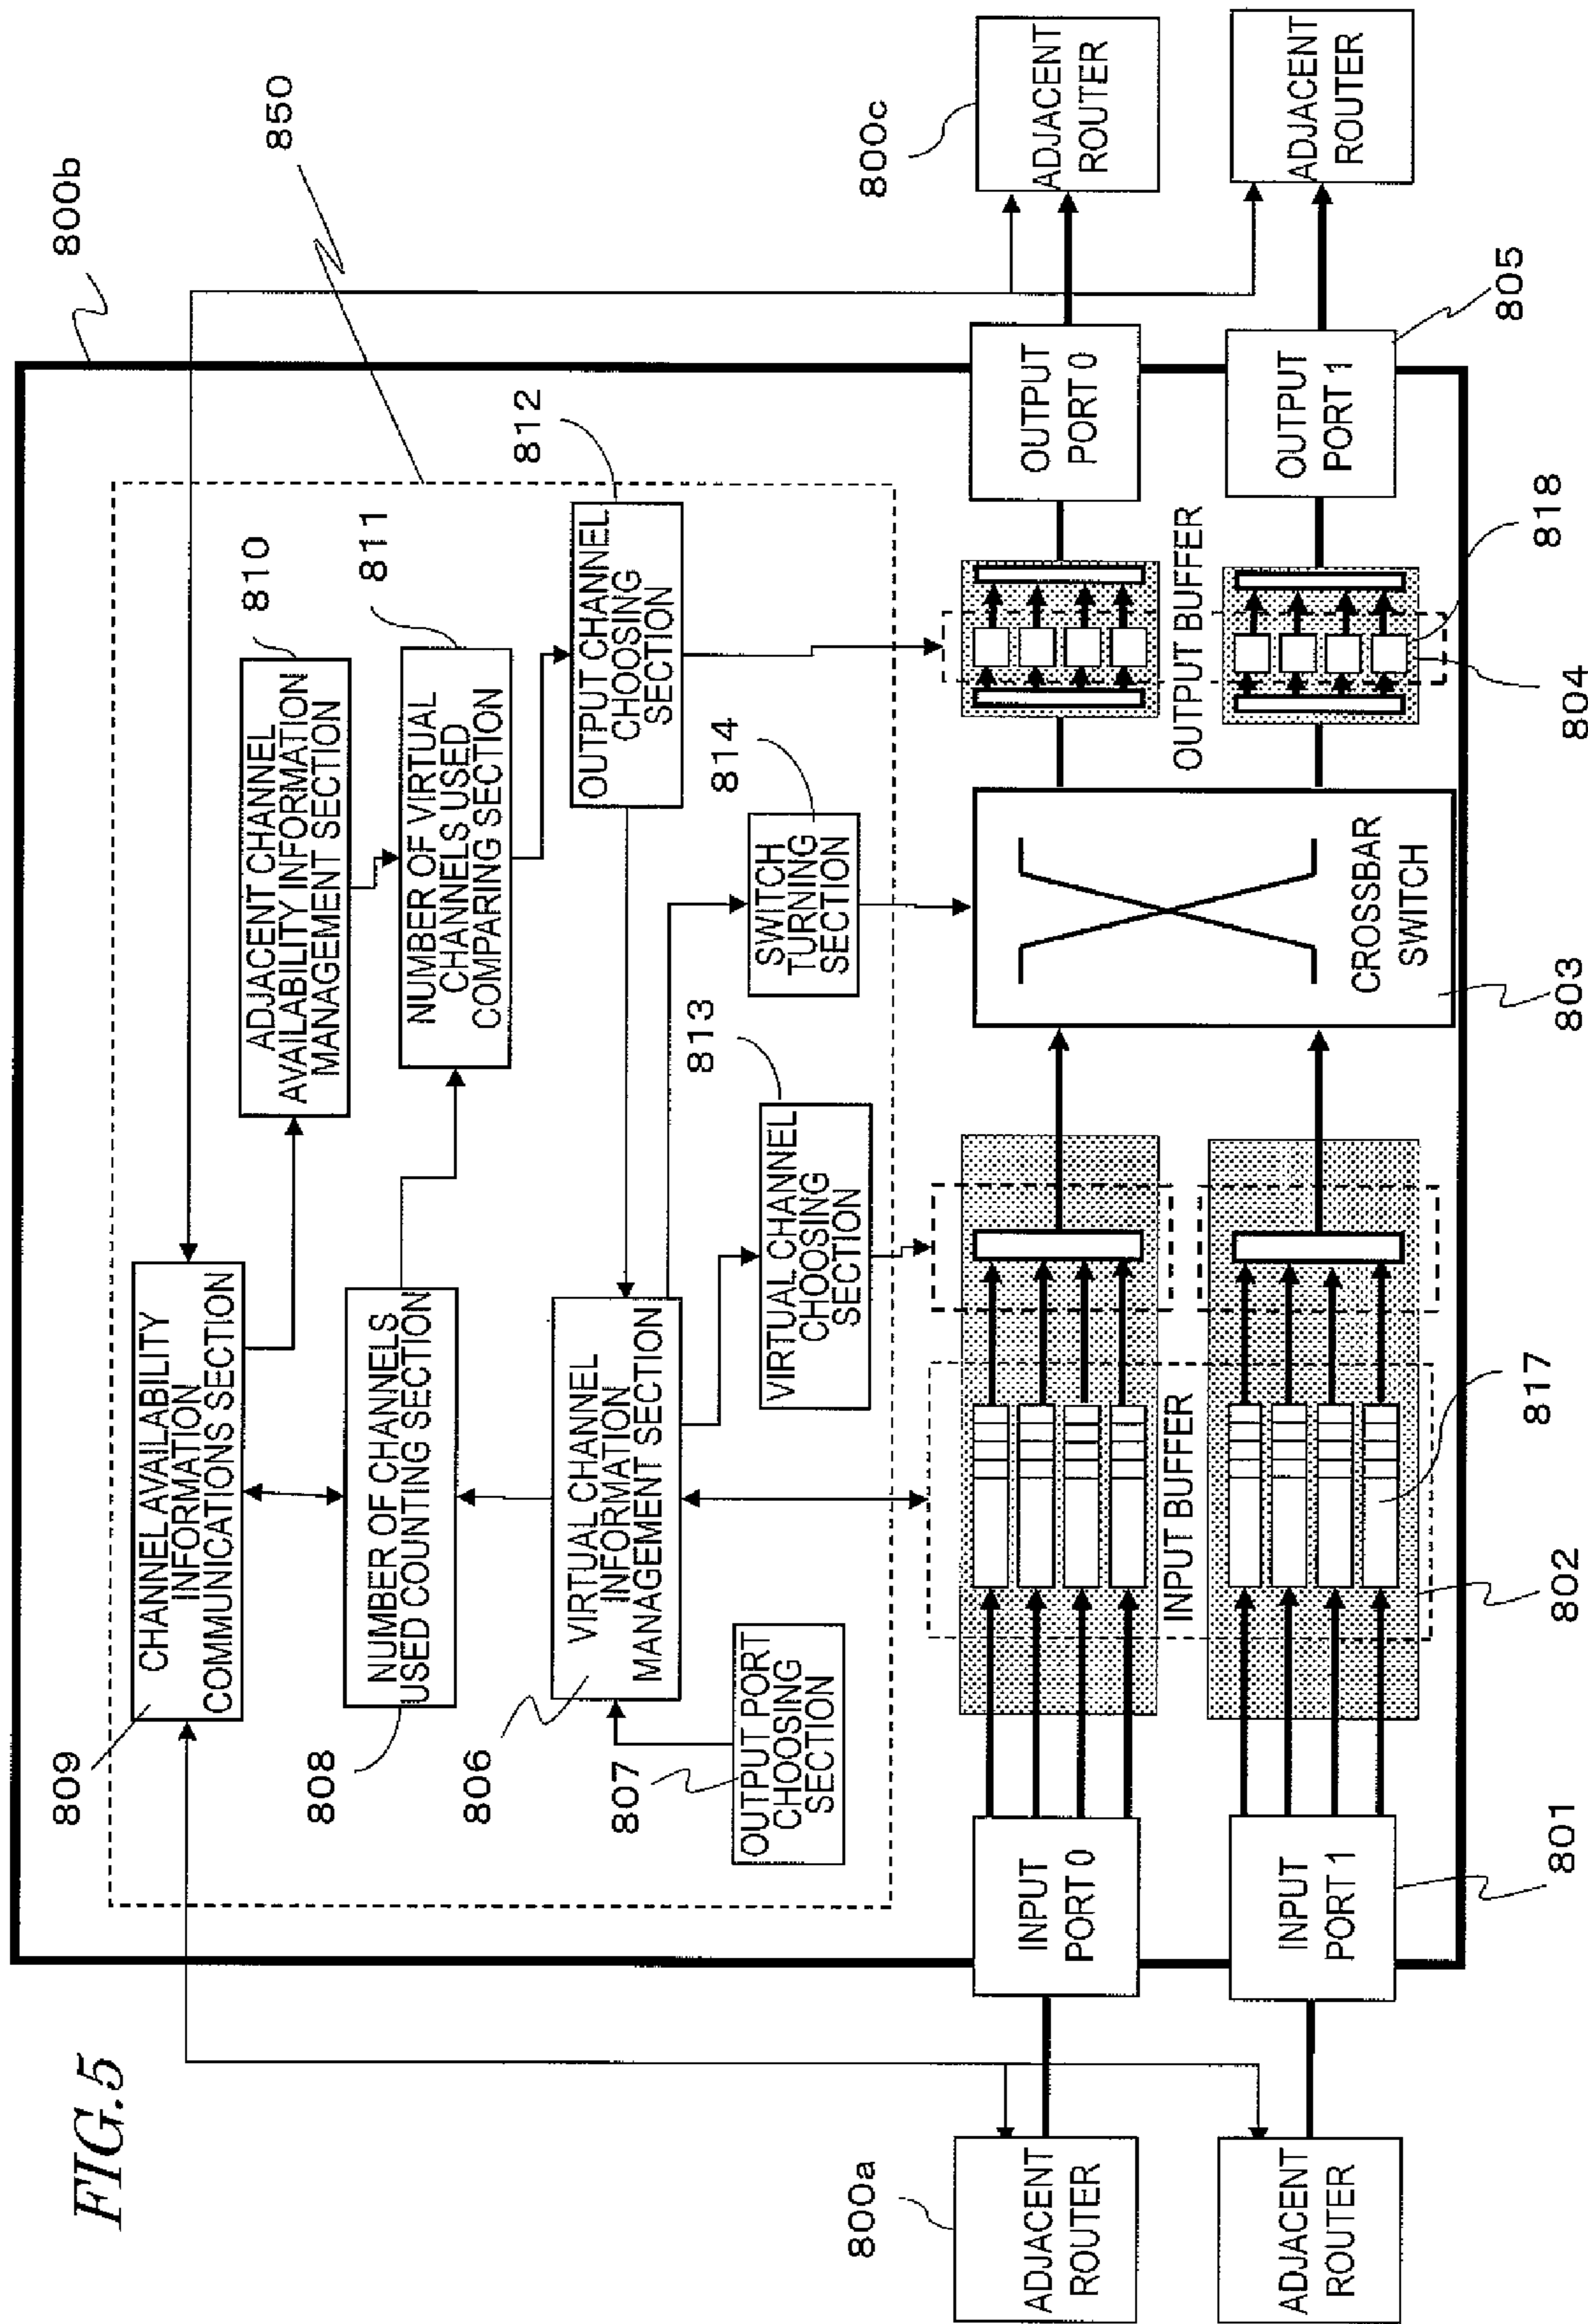 FIG.5
800b
850
809
CHANNEL AVAILABILITY
INFORMATION
COMMUNICATIONS SECTION
810
ADJACENT CHANNEL
AVAILABILITY INFORMATION
MANAGEMENT SECTION
808
NUMBER OF CHANNELS
USED COUNTING SECTION
811
NUMBER OF VIRTUAL
CHANNELS USED
COMPARING SECTION
806
VIRTUAL CHANNEL
INFORMATION
MANAGEMENT SECTION
812
OUTPUT CHANNEL
CHOOSING
SECTION
807
OUTPUT PORT
CHOOSING
SECTION
813
VIRTUAL CHANNEL
CHOOSING
SECTION
814
SWITCH
TURNING
SECTION
800a
ADJACENT
ROUTER
INPUT
PORT 0
OUTPUT
PORT 0
800c
ADJACENT
ROUTER
INPUT BUFFER
OUTPUT BUFFER
ADJACENT
ROUTER
INPUT
PORT 1
CROSSBAR
SWITCH
OUTPUT
PORT 1
ADJACENT
ROUTER
801
802
817
803
804
818
805